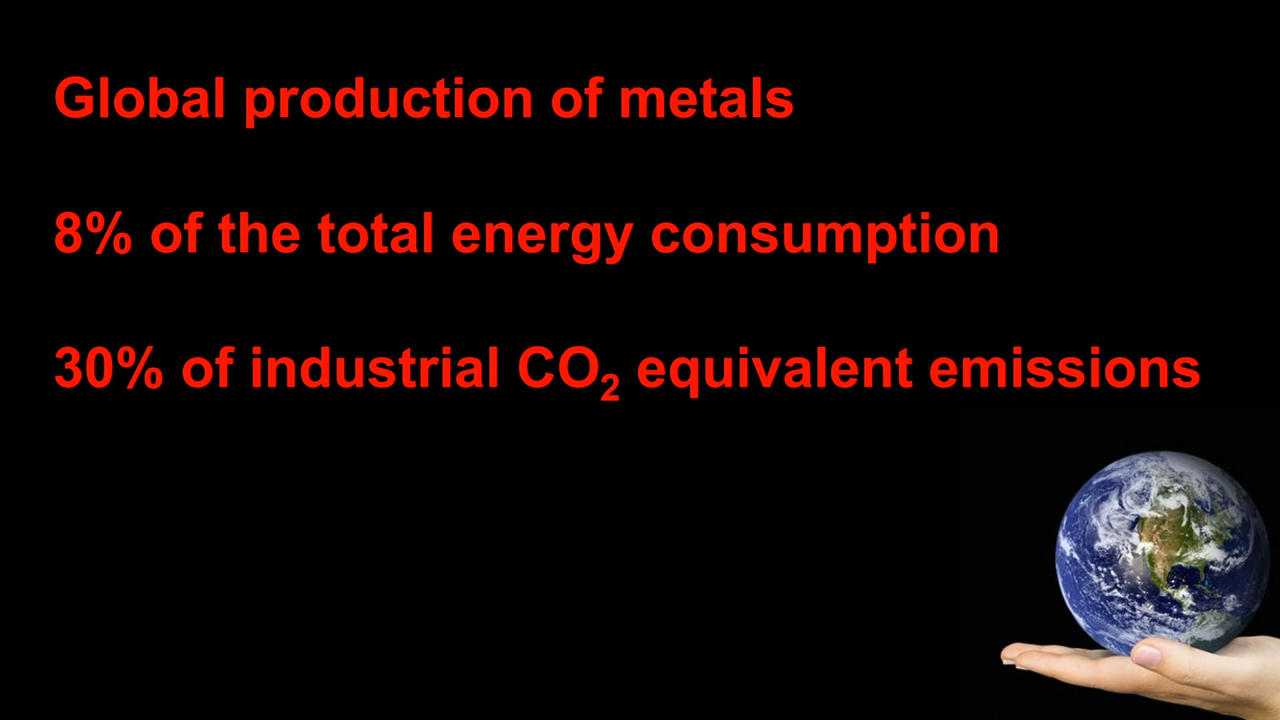 Global production of metals
8% of the total energy consumption
30% of industrial CO₂ equivalent emissions